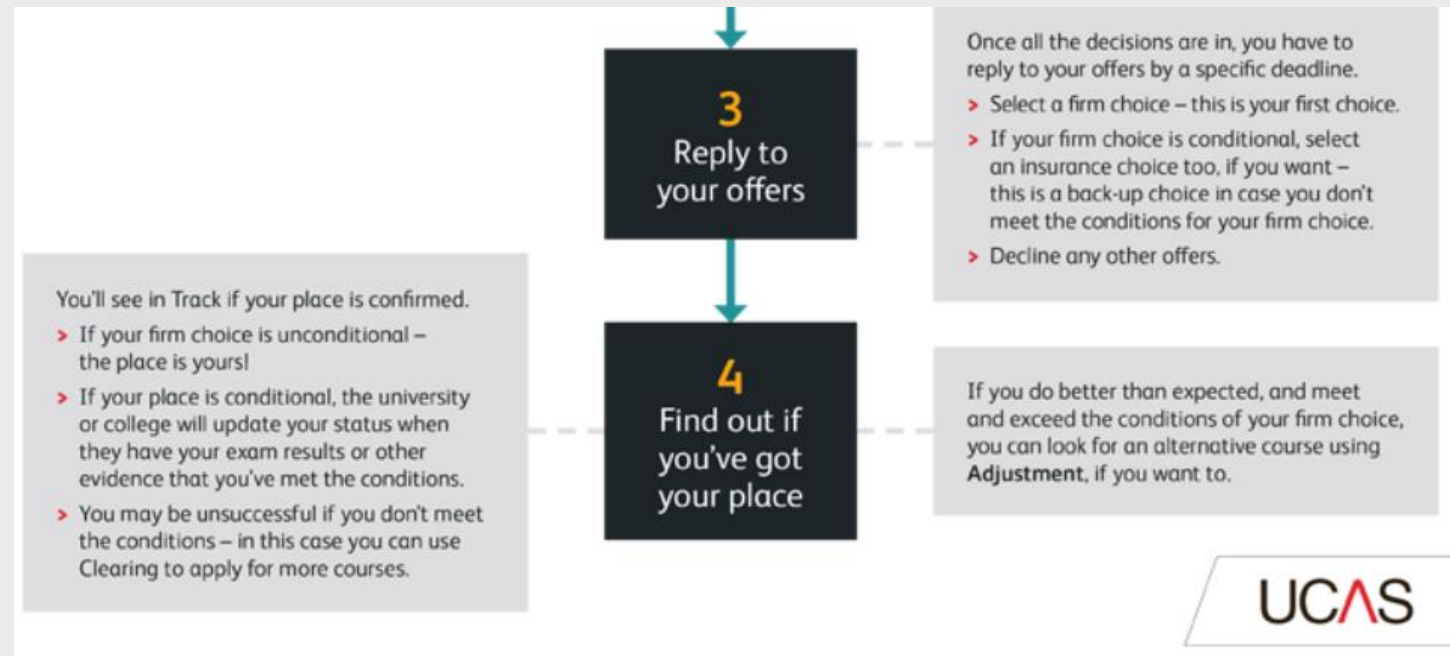 3
Reply to
your offers
Once all the decisions are in, you have to
reply to your offers by a specific deadline.
> Select a firm choice – this is your first choice.
> If your firm choice is conditional, select
an insurance choice too, if you want –
this is a back-up choice in case you don't
meet the conditions for your firm choice.
> Decline any other offers.
You'll see in Track if your place is confirmed.
> If your firm choice is unconditional –
the place is yours!
> If your place is conditional, the university
or college will update your status when
they have your exam results or other
evidence that you've met the conditions.
> You may be unsuccessful if you don't meet
the conditions – in this case you can use
Clearing to apply for more courses.
4
Find out if
you've got
your place
If you do better than expected, and meet
and exceed the conditions of your firm choice,
you can look for an alternative course using
Adjustment, if you want to.
UCAS